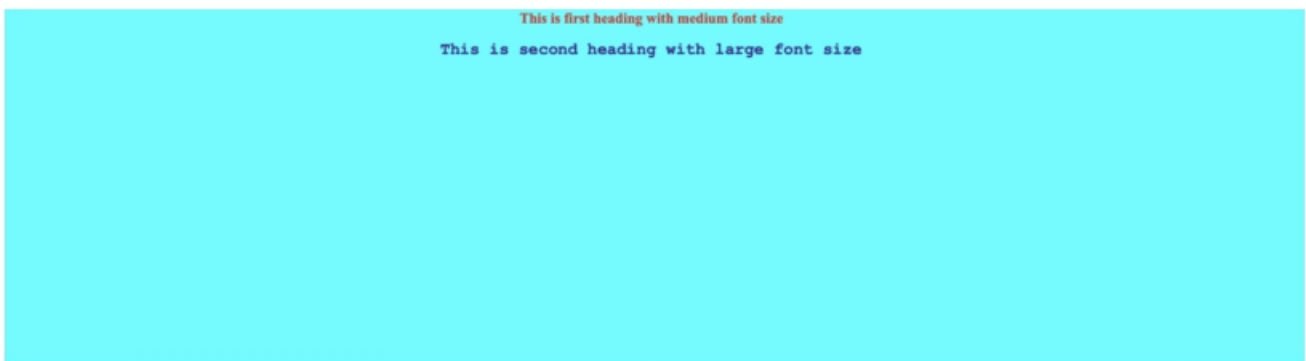 This is first heading with medium font size
This is second heading with large font size